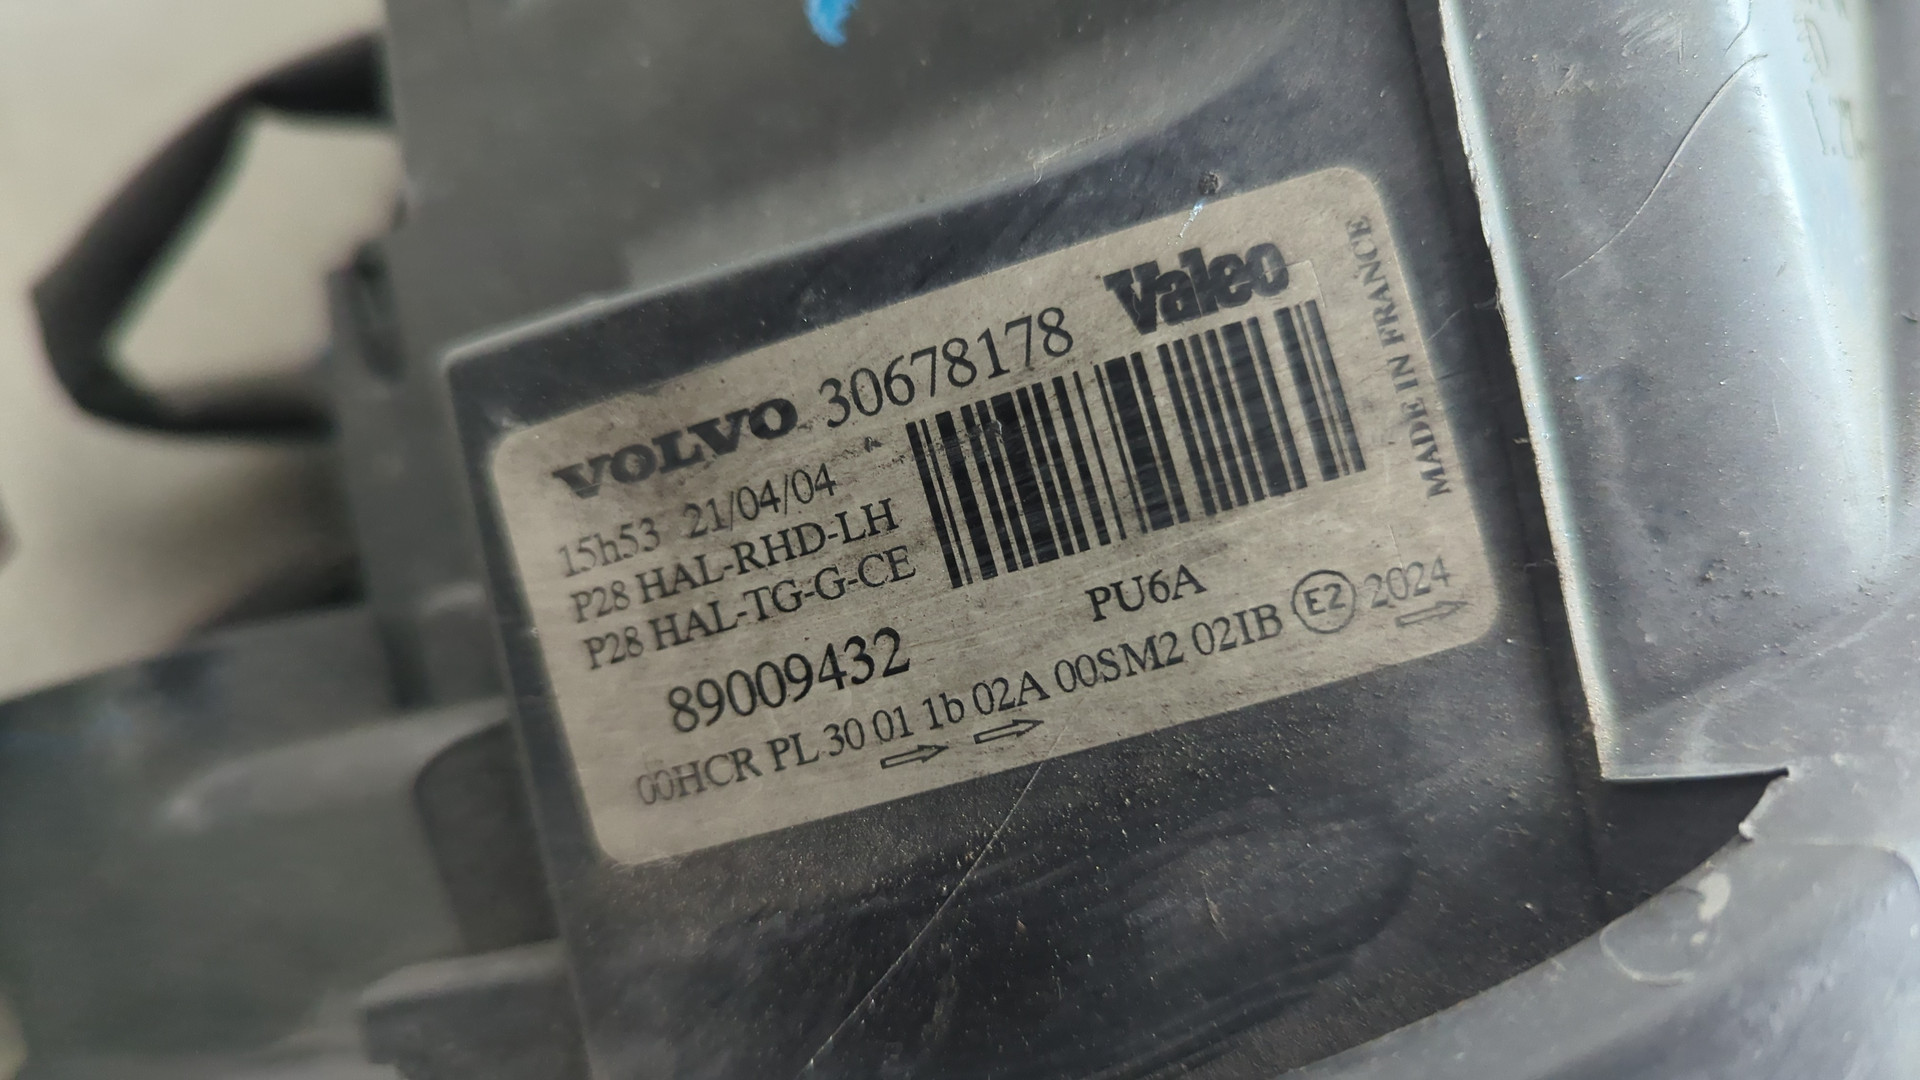 VOLVO 30678178 Valeo
15h53 21/04/04
P28 HAL-RHD-LH
P28 HAL-TG-G-CE
89009432
PU6A
00HCR PL 30 01 1b 02A 00SM2 02IB E2 2024
MADE IN FRANCE